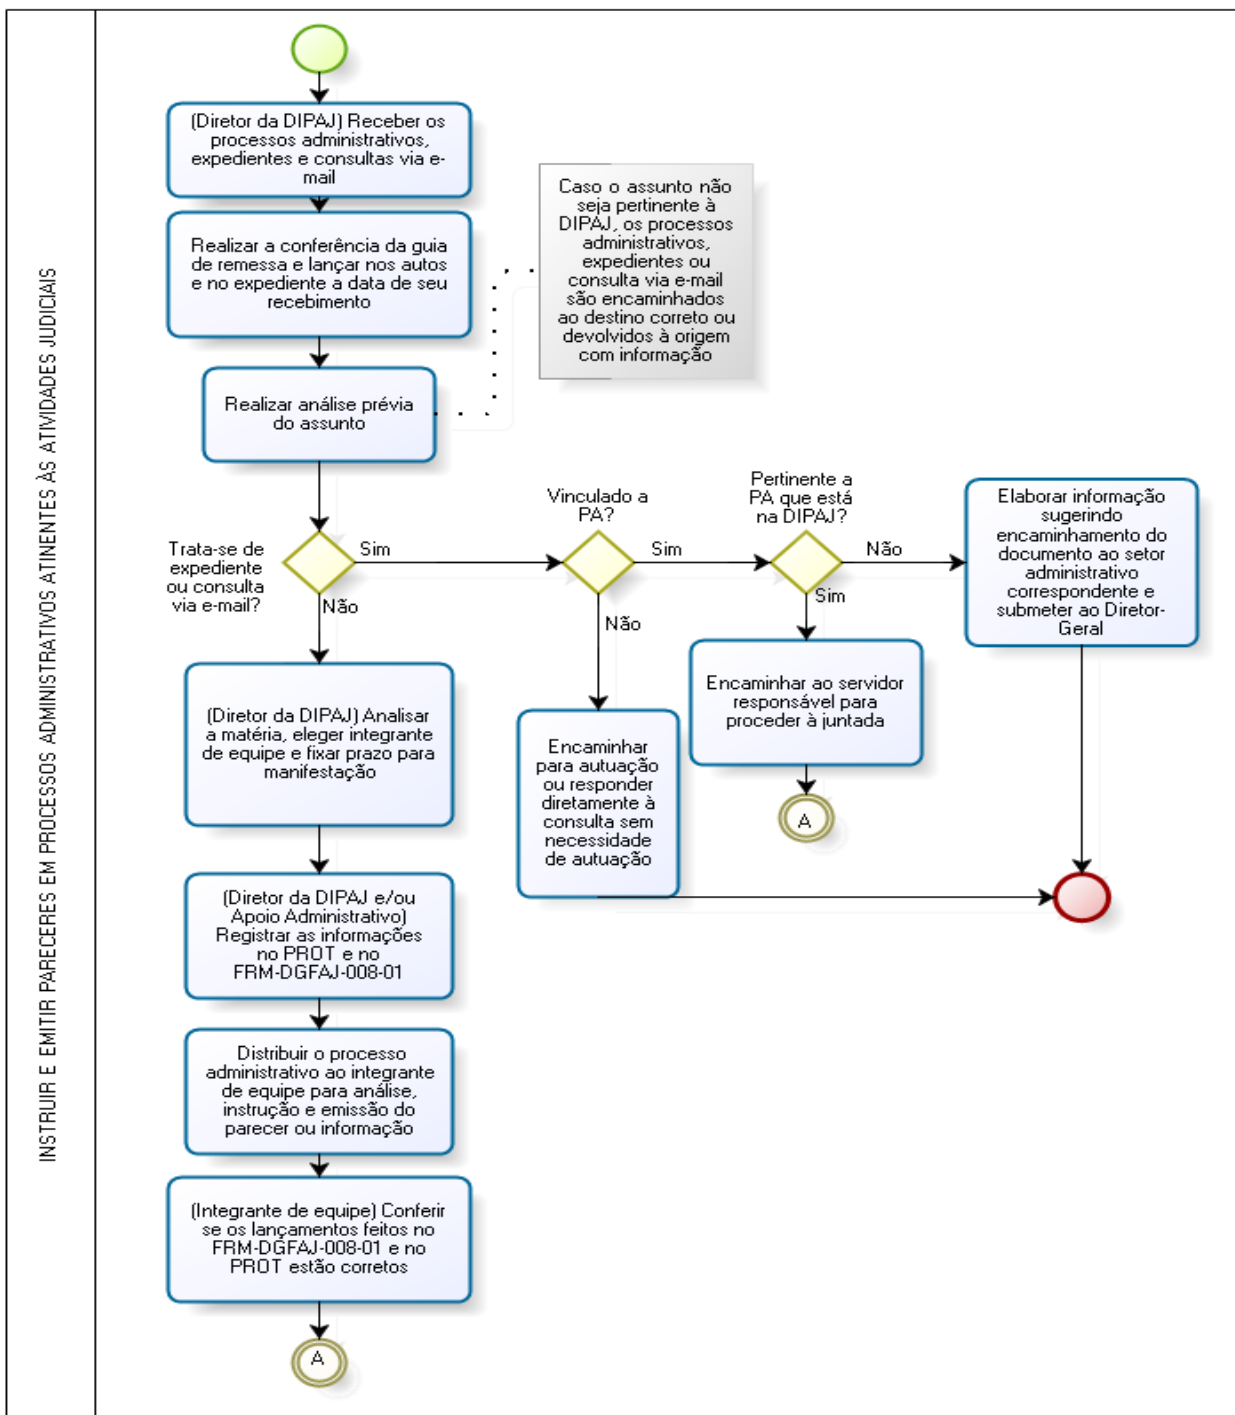 INSTRUIR E EMITIR PARECERES EM PROCESSOS ADMINISTRATIVOS ATINENTES ÀS ATIVIDADES JUDICIAIS
(Diretor da DIPAJ) Receber os
processos administrativos,
expedientes e consultas via e-
mail
Realizar a conferência da guia
de remessa e lançar nos autos
e no expediente a data de seu
recebimento
Caso o assunto não
seja pertinente à
DIPAJ, os processos
administrativos,
expedientes ou
consulta via e-mail
são encaminhados
ao destino correto ou
devolvidos à origem
com informação
Realizar análise prévia
do assunto
Trata-se de
expediente
ou consulta
via e-mail?
Sim
Não
Vinculado a
PA?
Sim
Não
Pertinente a
PA que está
na DIPAJ?
Não
Sim
Elaborar informação
sugerindo
encaminhamento do
documento ao setor
administrativo
correspondente e
submeter ao Diretor-
Geral
Encaminhar ao servidor
responsável para
proceder à juntada
A
Encaminhar
para autuação
ou responder
diretamente à
consulta sem
necessidade
de autuação
(Diretor da DIPAJ) Analisar
a matéria, eleger integrante
de equipe e fixar prazo para
manifestação
(Diretor da DIPAJ e/ou
Apoio Administrativo)
Registrar as informações
no PROT e no
FRM-DGFAJ-008-01
Distribuir o processo
administrativo ao integrante
de equipe para análise,
instrução e emissão do
parecer ou informação
(Integrante de equipe) Conferir
se os lançamentos feitos no
FRM-DGFAJ-008-01 e no
PROT estão corretos
A